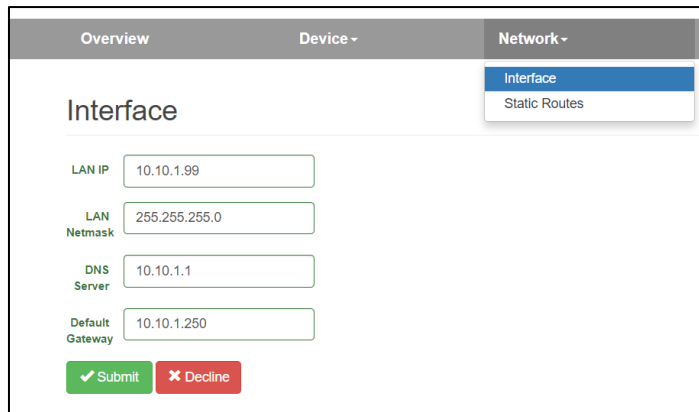 Overview Device Network
Interface
Static Routes
Interface
LAN IP 10.10.1.99
LAN
Netmask
255.255.255.0
DNS
Server
10.10.1.1
Default
Gateway
10.10.1.250
Submit Decline